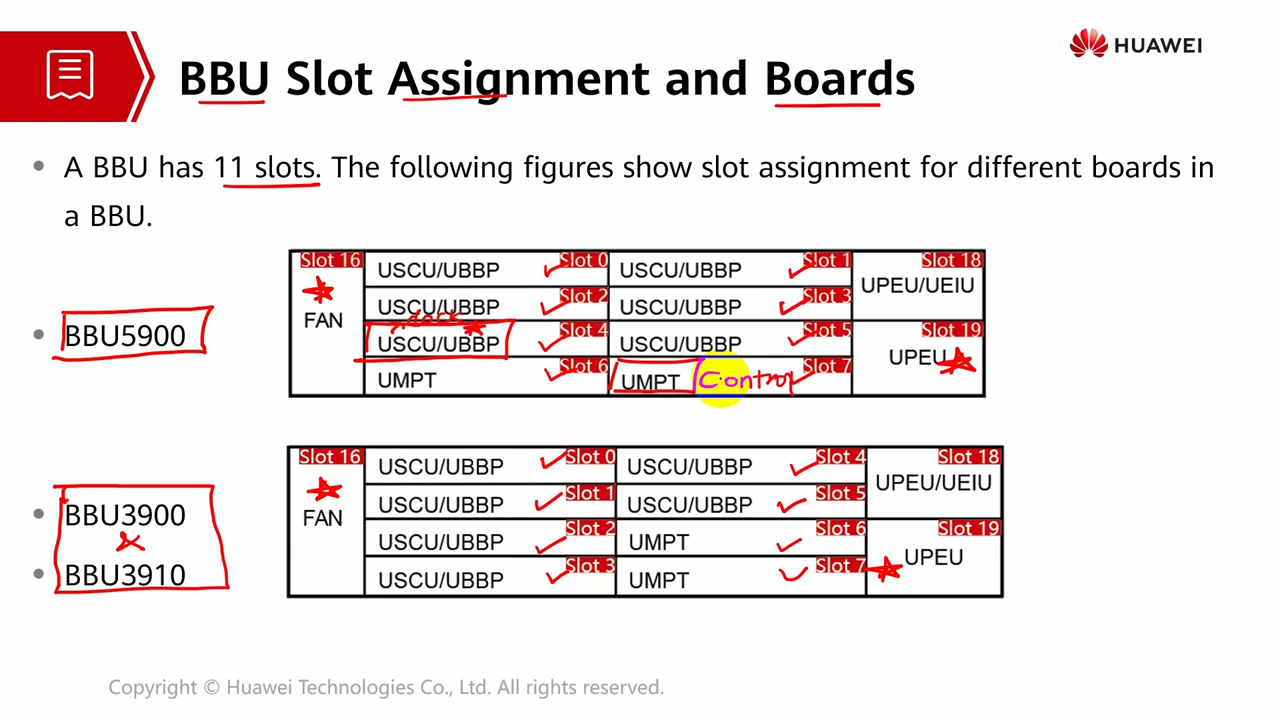 HUAWEI
BBU Slot Assignment and Boards
A BBU has 11 slots. The following figures show slot assignment for different boards in
a BBU.
BBU5900
Slot 16
FAN
USCU/UBBP Slot 0
USCU/UBBP Slot 1
USCU/UBBP Slot 2
USCU/UBBP Slot 3
USCU/UBBP Slot 4
USCU/UBBP Slot 5
UMPT Slot 6
UMPT Control Slot 7
Slot 18
UPEU/UEIU
Slot 19
UPEU
BBU3900
&
BBU3910
Slot 16
FAN
USCU/UBBP Slot 0
USCU/UBBP Slot 4
USCU/UBBP Slot 1
USCU/UBBP Slot 5
USCU/UBBP Slot 2
UMPT Slot 6
USCU/UBBP Slot 3
UMPT Slot 7
Slot 18
UPEU/UEIU
Slot 19
UPEU
Copyright © Huawei Technologies Co., Ltd. All rights reserved.